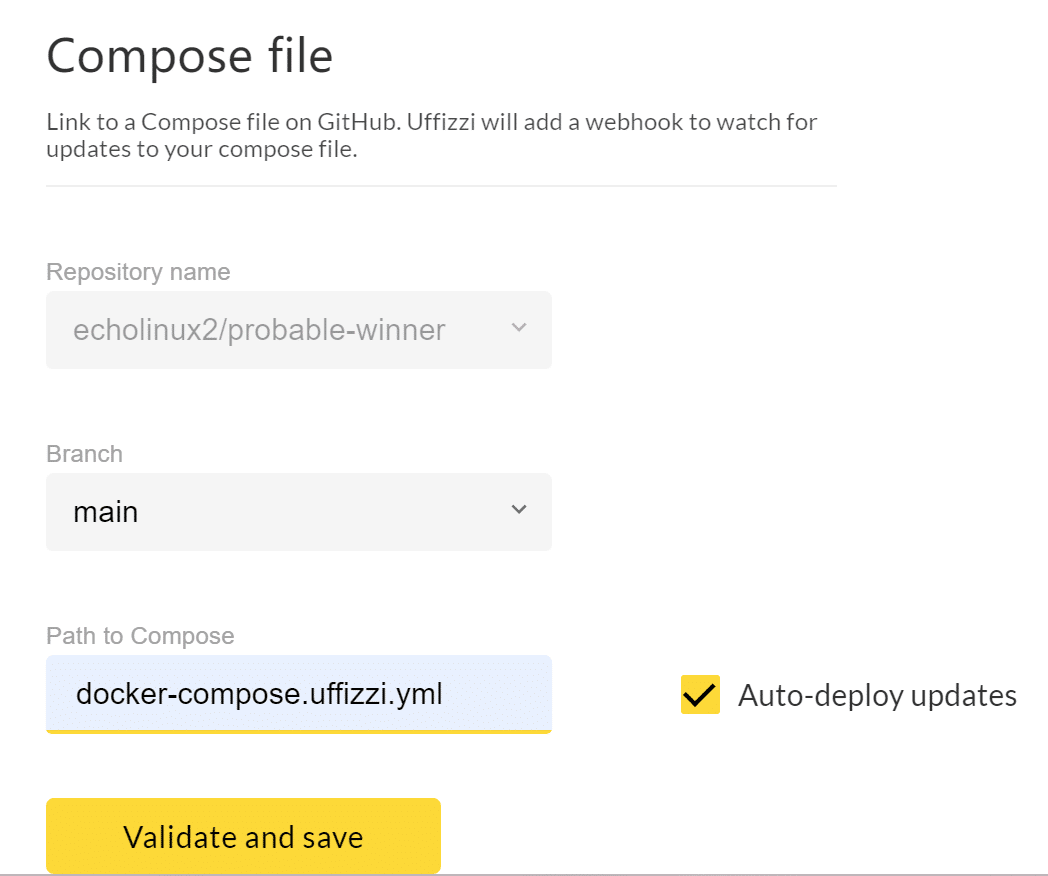 Compose file
Link to a Compose file on GitHub. Uffizzi will add a webhook to watch for
updates to your compose file.
Repository name
echolinux2/probable-winner
Branch
main
Path to Compose
docker-compose.uffizzi.yml
Auto-deploy updates
Validate and save